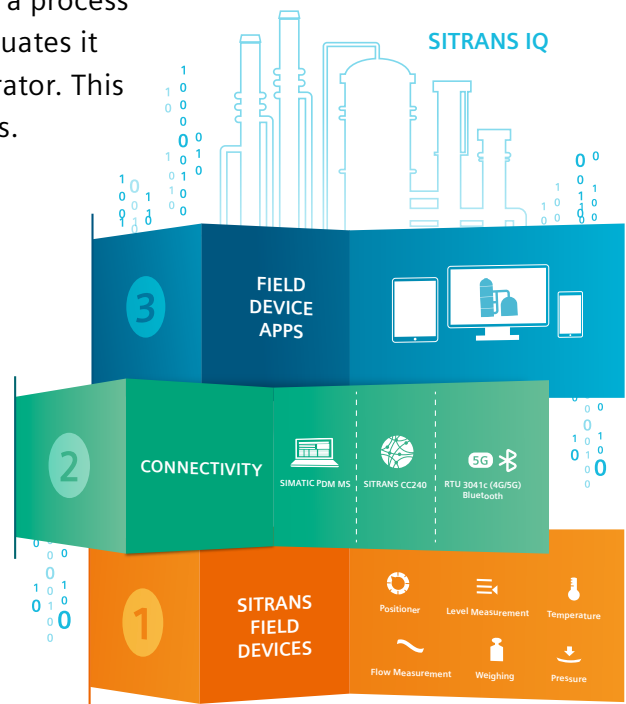 a process
uates it
rator. This
s.
SITRANS IQ
3
FIELD
DEVICE
APPS
2
CONNECTIVITY
SIMATIC PDM MS
SITRANS CC240
5G
RTU 3041c (4G/5G)
Bluetooth
1
SITRANS
FIELD
DEVICES
Positioner
Level Measurement
Temperature
Flow Measurement
Weighing
Pressure